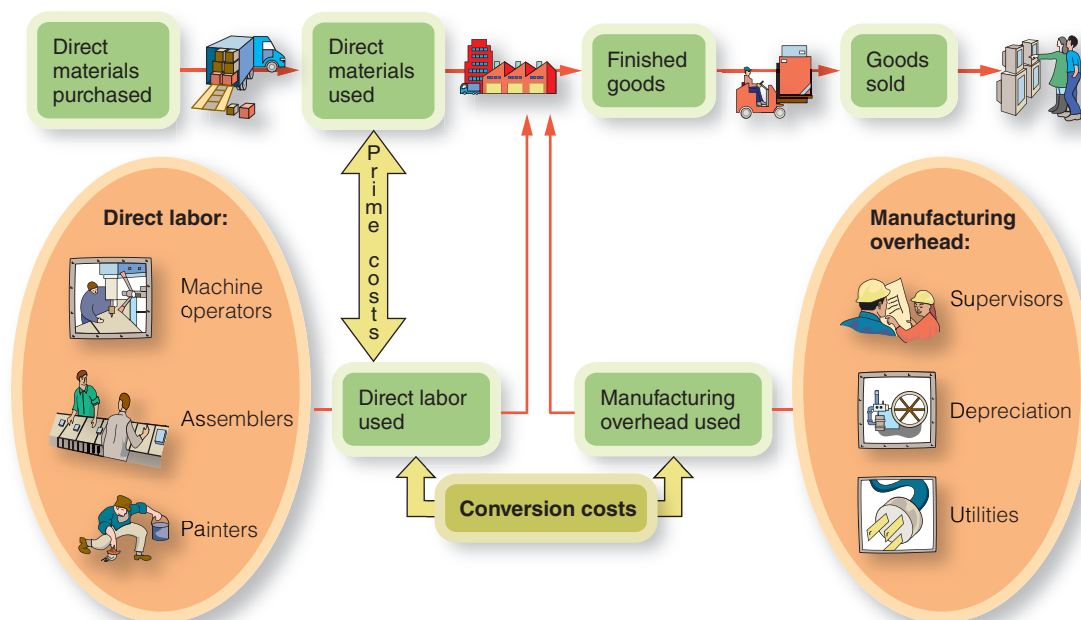 Direct
materials
purchased
Direct
materials
used
Finished
goods
Goods
sold
Prime costs
Direct labor:
Machine
operators
Assemblers
Painters
Direct labor
used
Manufacturing
overhead used
Conversion costs
Manufacturing
overhead:
Supervisors
Depreciation
Utilities